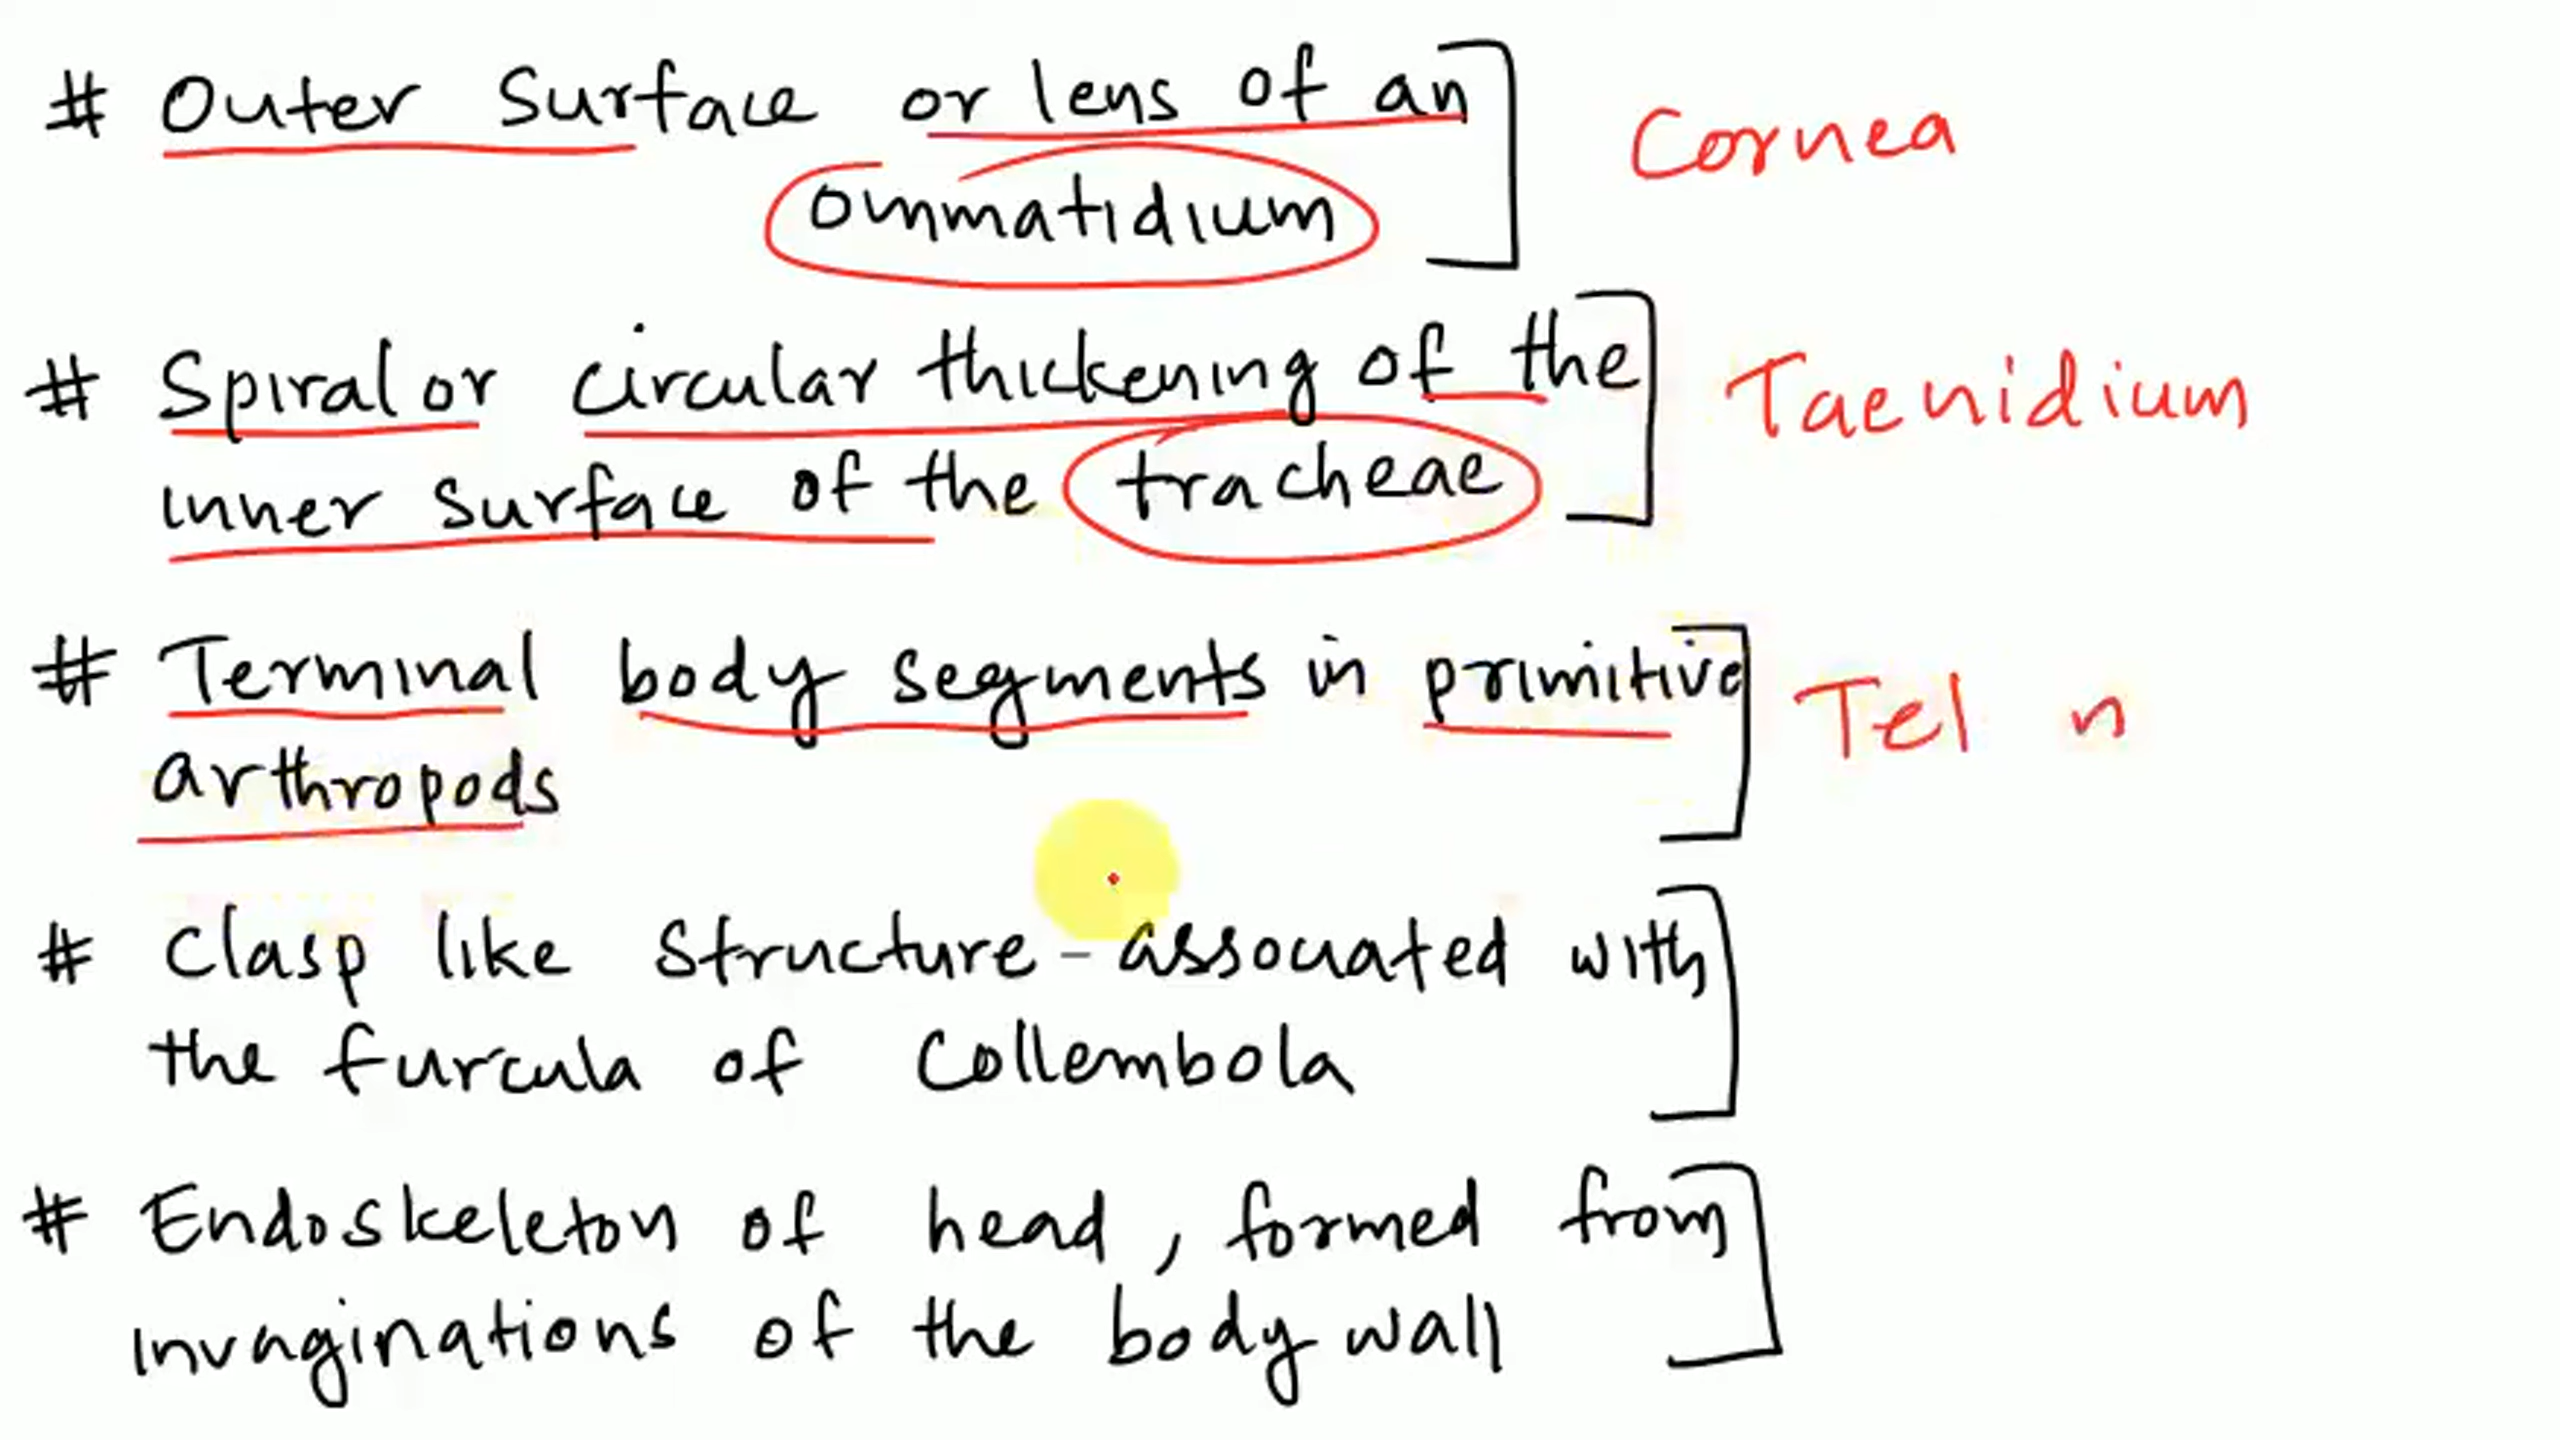 # Outer Surface or lens of an
ommatidium
Cornea
# Spiral or circular thickening of the
inner surface of the tracheae
Taenidium
# Terminal body segments in primitive
arthropods
Tel n
# Clasp like structure - associated with
the furcula of Collembola
# Endoskeleton of head, formed from
invaginations of the body wall